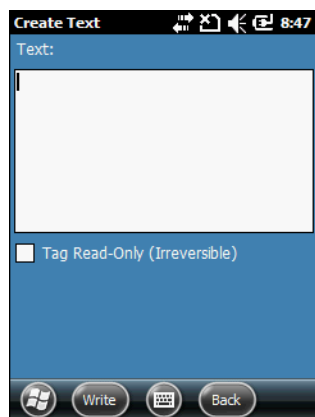 Create Text 8:47
Text:
Tag Read-Only (Irreversible)
Write Back